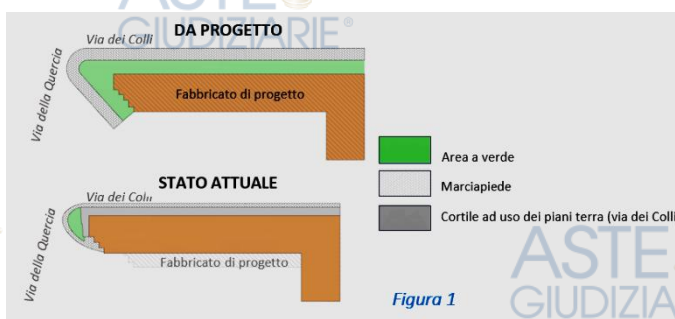 ASTE
GIUDIZIARIE®
DA PROGETTO
Via dei Colli
Via della Quercia
Fabbricato di progetto
Area a verde
STATO ATTUALE
Marciapiede
Via dei Colli
Cortile ad uso dei piani terra (via dei Colli
Via della Quercia
Fabbricato di progetto
Figura 1
ASTE
GIUDIZIA